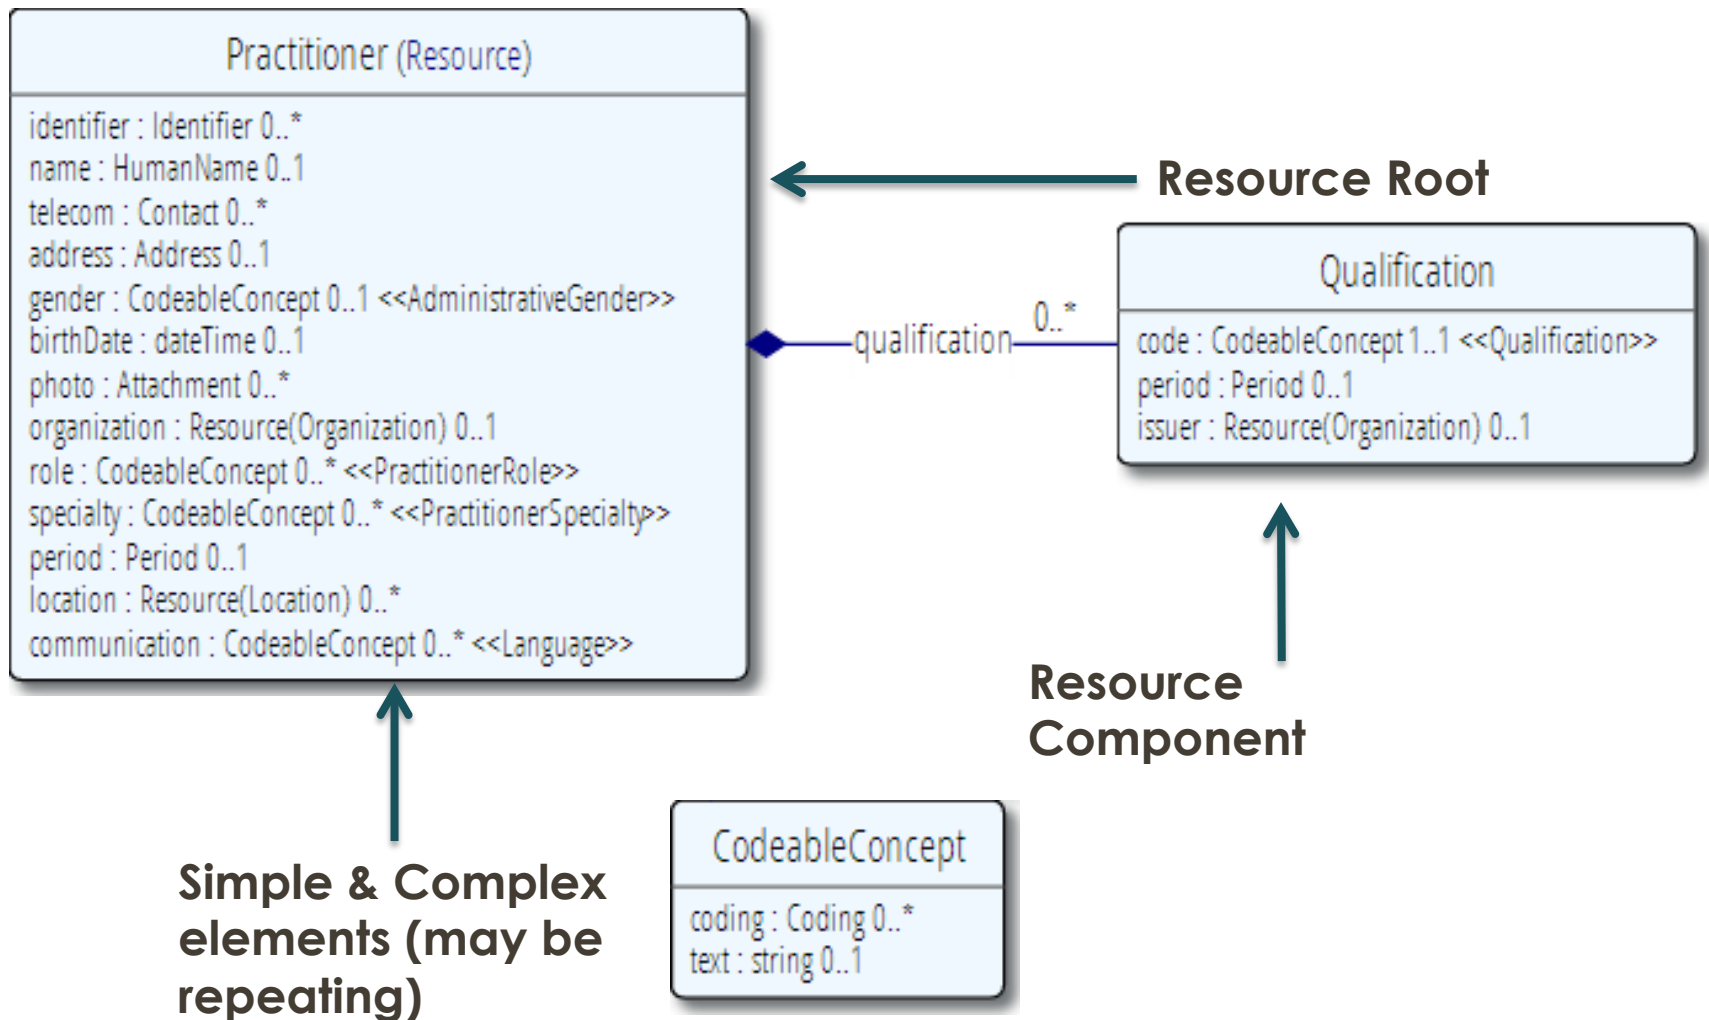 Practitioner (Resource)
identifier : Identifier 0..*
name : HumanName 0..1
telecom : Contact 0..*
address : Address 0..1
gender : CodeableConcept 0..1 <<AdministrativeGender>>
birthDate : dateTime 0..1
photo : Attachment 0..*
organization : Resource(Organization) 0..1
role : CodeableConcept 0..* <<PractitionerRole>>
specialty : CodeableConcept 0..* <<PractitionerSpecialty>>
period : Period 0..1
location : Resource(Location) 0..*
communication : CodeableConcept 0..* <<Language>>
Resource Root
qualification
0..*
Qualification
code : CodeableConcept 1..1 <<Qualification>>
period : Period 0..1
issuer : Resource(Organization) 0..1
Resource
Component
Simple & Complex
elements (may be
repeating)
CodeableConcept
coding : Coding 0..*
text : string 0..1